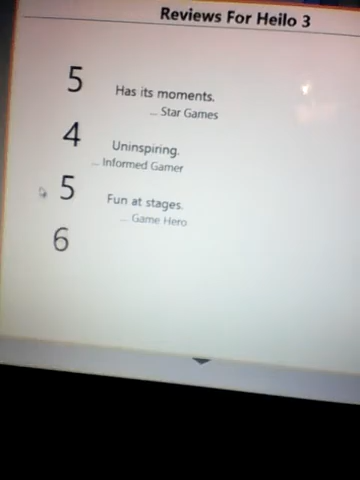 Reviews For Heilo 3
5
Has its moments.
... Star Games
4
Uninspiring.
... Informed Gamer
5
Fun at stages.
... Game Hero
6